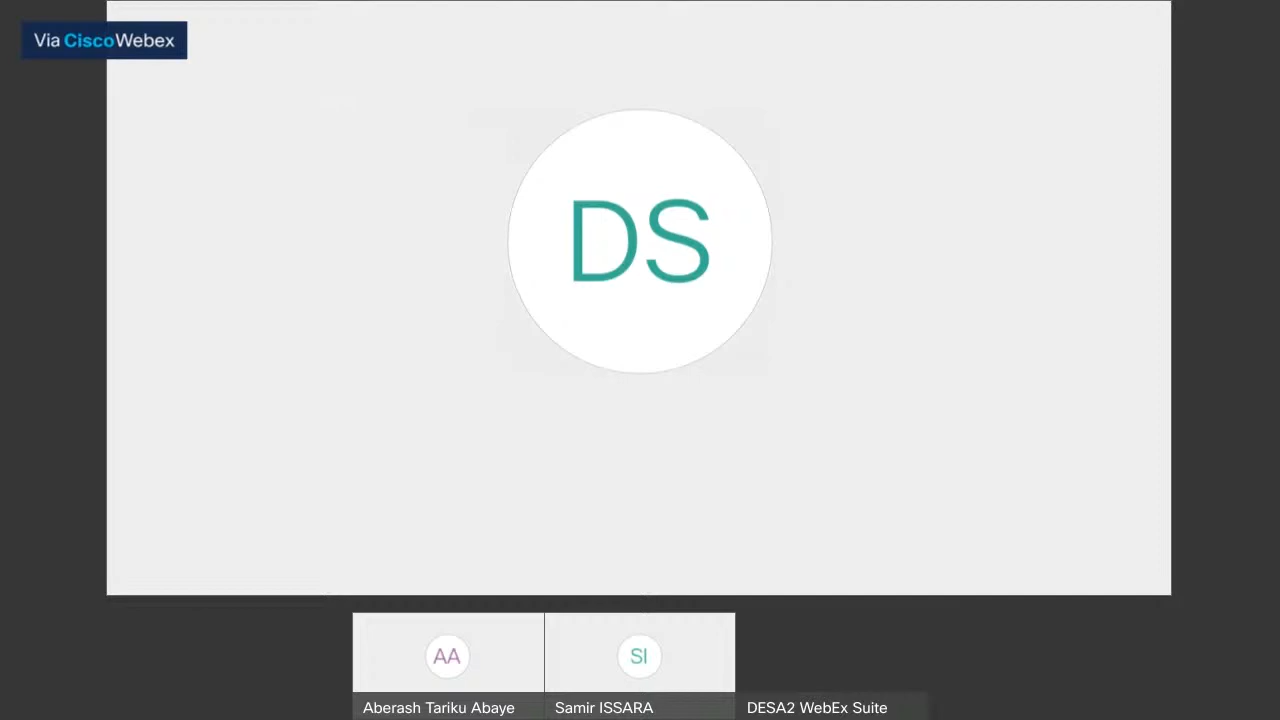 Via CiscoWebex
DS
AA
SI
Aberash Tariku Abaye
Samir ISSARA
DESA2 WebEx Suite